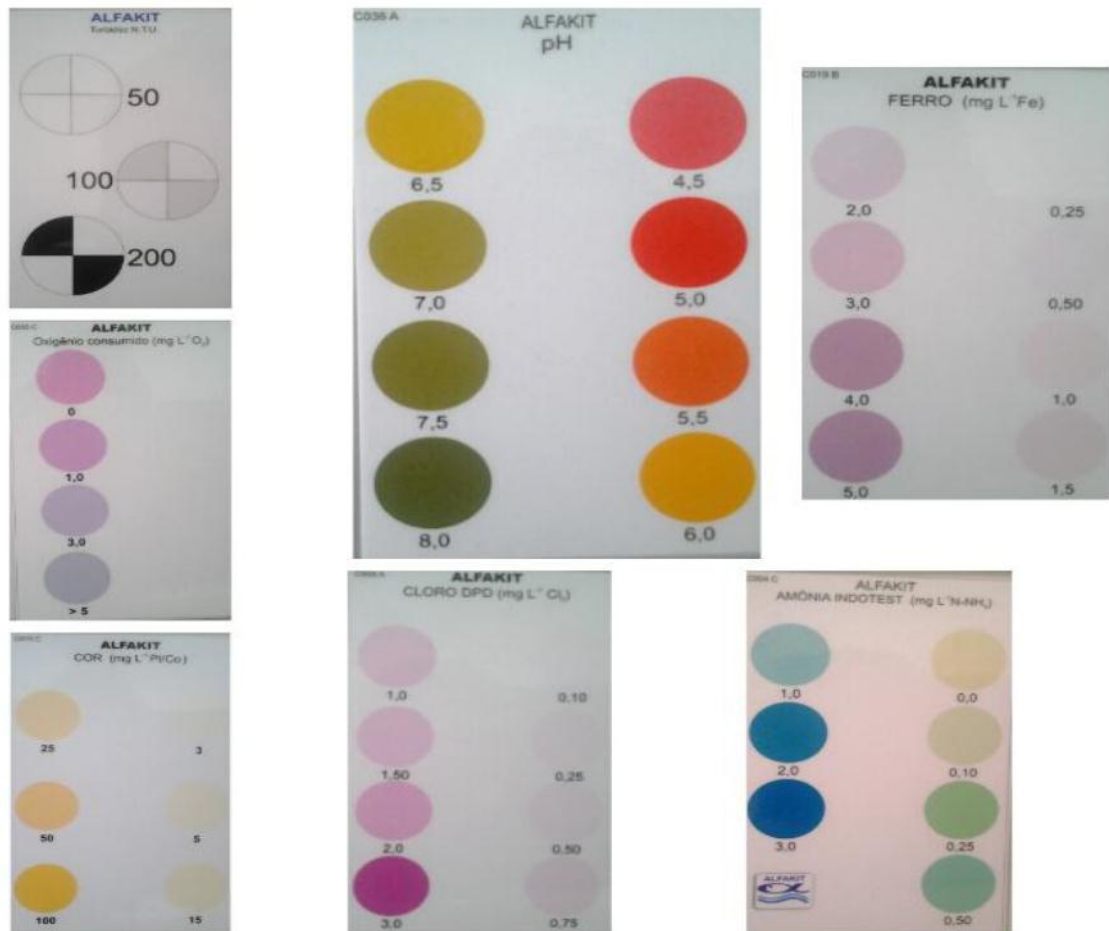 ALFAKIT
Turbidez N.T.U.
50
100
200
ALFAKIT
Oxigênio consumido (mg L⁻¹O₂)
0
1,0
3,0
> 5
ALFAKIT
COR (mg L⁻¹Pt/Co)
25
3
50
5
100
15
C036 A
ALFAKIT
pH
6,5
4,5
7,0
5,0
7,5
5,5
8,0
6,0
ALFAKIT
CLORO DPD (mg L⁻¹ Cl₂)
1,0
0,10
1,50
0,25
2,0
0,50
3,0
0,75
C019 B
ALFAKIT
FERRO (mg L⁻¹Fe)
2,0
0,25
3,0
0,50
4,0
1,0
5,0
1,5
ALFAKIT
AMÔNIA INDOTEST (mg L⁻¹N-NH₃)
1,0
0,0
2,0
0,10
3,0
0,25
ALFAKIT
0,50